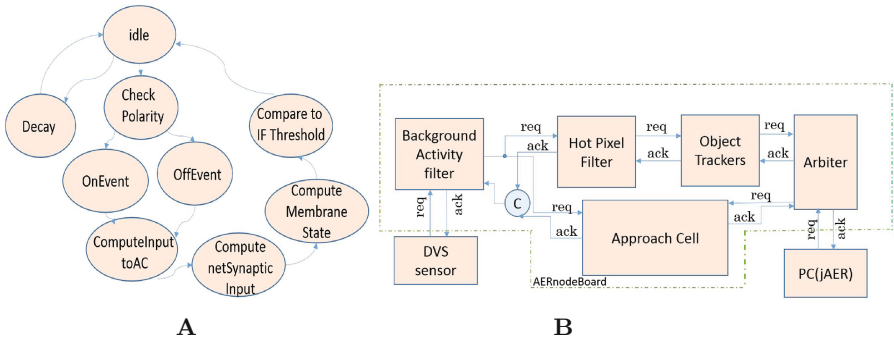 idle
Decay
Check
Polarity
Compare to
IF Threshold
OnEvent
OffEvent
Compute
Membrane
State
ComputeInput
toAC
Compute
netSynaptic
Input
A
Background
Activity
filter
req
ack
Hot Pixel
Filter
req
ack
Object
Trackers
req
ack
Arbiter
C
req
ack
Approach Cell
req
ack
req
ack
DVS
sensor
req
ack
PC(jAER)
AERnodeBoard
B